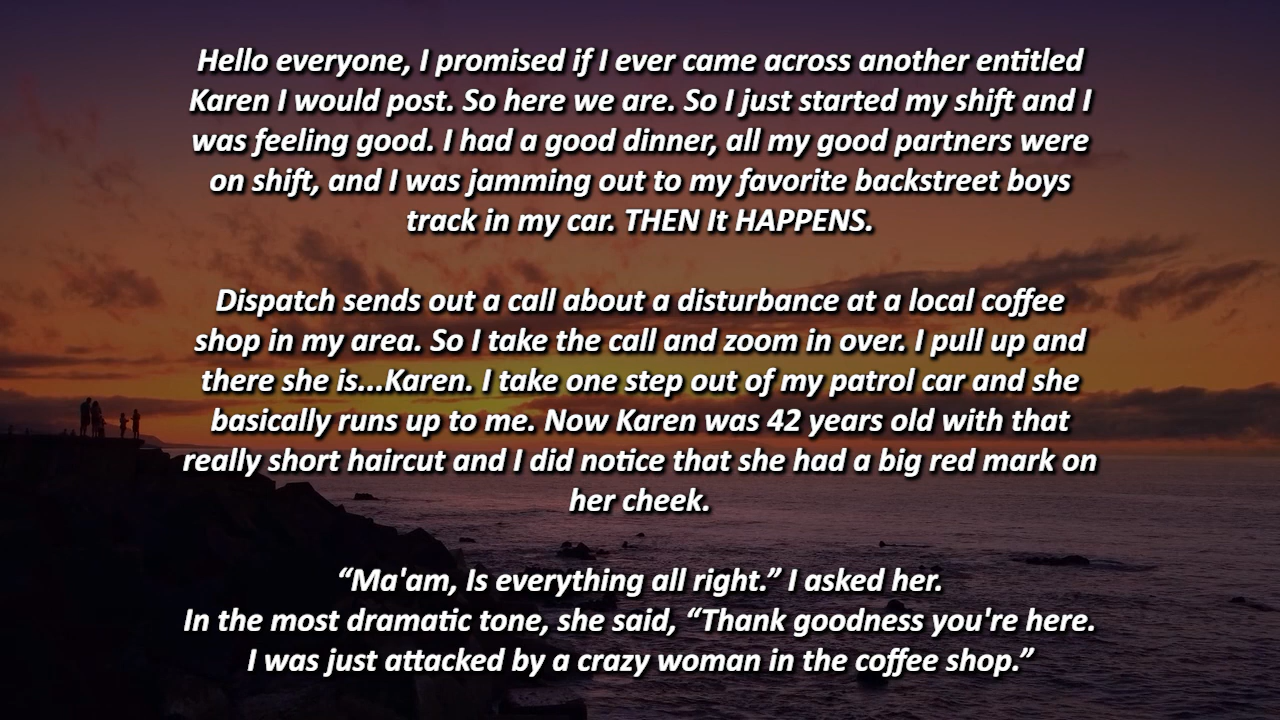 Hello everyone, I promised if I ever came across another entitled
Karen I would post. So here we are. So I just started my shift and I
was feeling good. I had a good dinner, all my good partners were
on shift, and I was jamming out to my favorite backstreet boys
track in my car. THEN It HAPPENS.
Dispatch sends out a call about a disturbance at a local coffee
shop in my area. So I take the call and zoom in over. I pull up and
there she is...Karen. I take one step out of my patrol car and she
basically runs up to me. Now Karen was 42 years old with that
really short haircut and I did notice that she had a big red mark on
her cheek.
“Ma'am, Is everything all right.” I asked her.
In the most dramatic tone, she said, “Thank goodness you're here.
I was just attacked by a crazy woman in the coffee shop.”